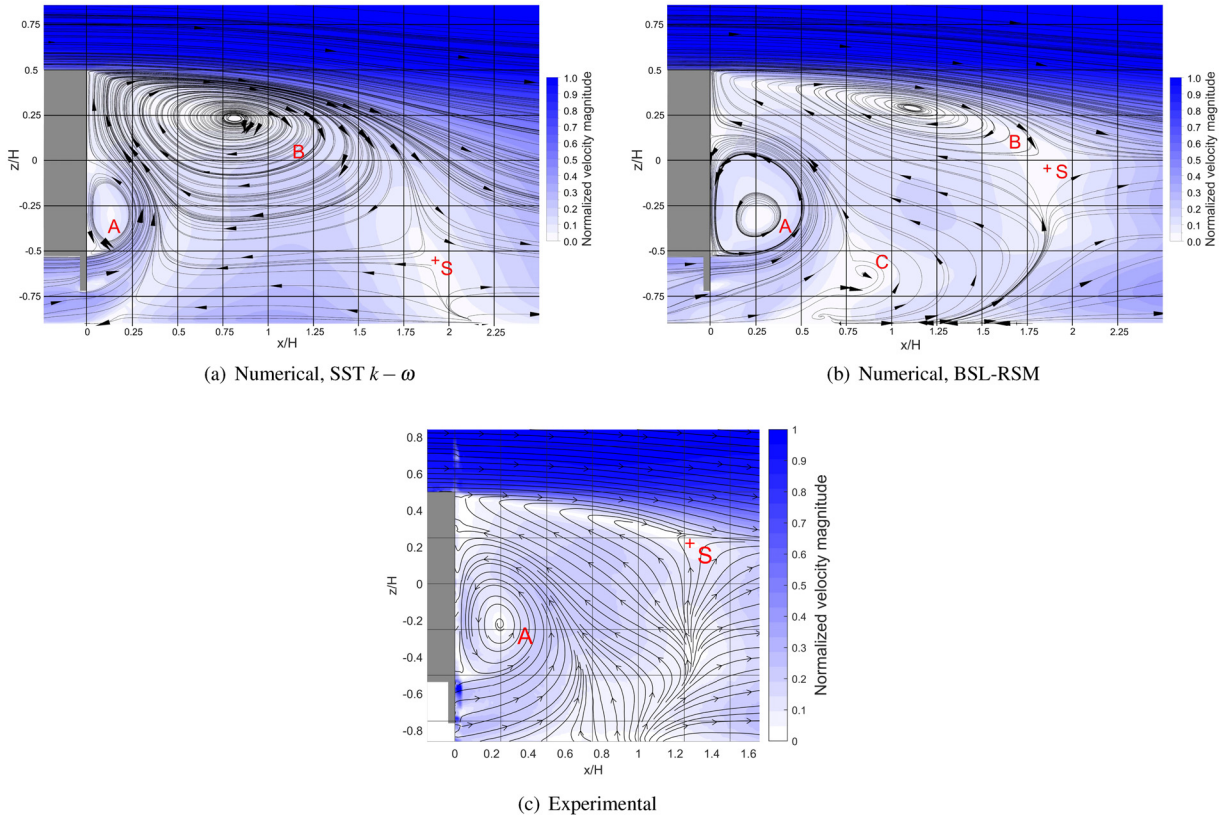 0.75
0.5
0.25
0
-0.25
-0.5
-0.75
z/H
0 0.25 0.5 0.75 1 1.25 1.5 1.75 2 2.25
x/H
A
B
S
1.0
0.9
0.8
0.7
0.6
0.5
0.4
0.3
0.2
0.1
0.0
Normalized velocity magnitude
(a) Numerical, SST k − ω
0.75
0.5
0.25
0
-0.25
-0.5
-0.75
z/H
0 0.25 0.5 0.75 1 1.25 1.5 1.75 2 2.25
x/H
B
S
A
C
1.0
0.9
0.8
0.7
0.6
0.5
0.4
0.3
0.2
0.1
0.0
Normalized velocity magnitude
(b) Numerical, BSL-RSM
0.8
0.6
0.4
0.2
0
-0.2
-0.4
-0.6
-0.8
z/H
0 0.2 0.4 0.6 0.8 1 1.2 1.4 1.6
x/H
S
A
1
0.9
0.8
0.7
0.6
0.5
0.4
0.3
0.2
0.1
0
Normalized velocity magnitude
(c) Experimental